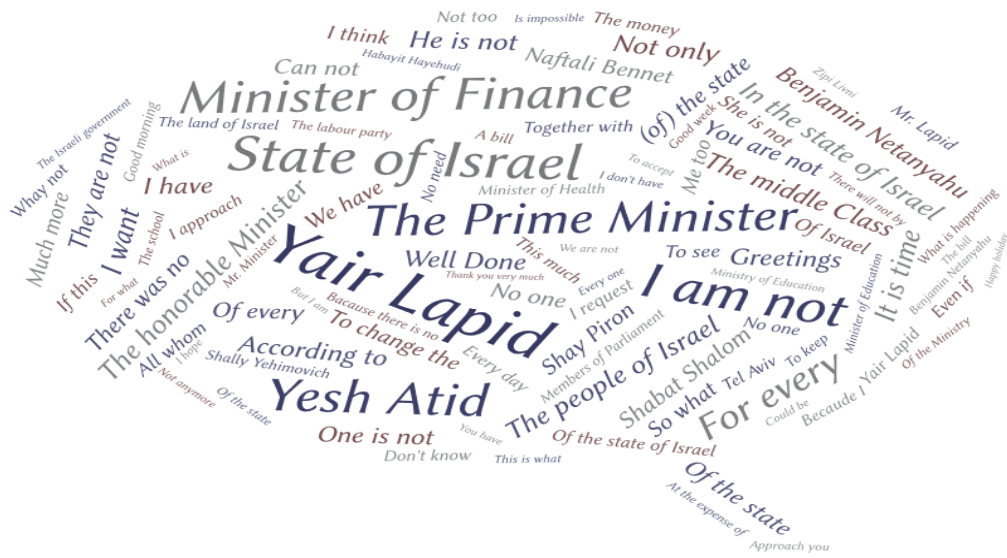 Not too
Is impossible
The money
I think
He is not
Not only
Habayit Hayehudi
Naftali Bennet
Can not
Zipi Livni
Minister of Finance
(of) the state
Benjamin Netanyahu
In the state of Israel
Mr. Lapid
The Israeli government
Good morning
The land of Israel
The labour party
A bill
Together with
Good week
She is not
You are not
Whay not
They are not
What is
State of Israel
No need
To accept
I don't have
Me too
The middle Class
There will not by
Much more
I want
I have
The school
I approach
The honorable Minister
We have
Minister of Health
The Prime Minister
Of Israel
What is happening
The bill
Benjamin Netanyahu
Happy holiday
If this
For what
There was no
Mr. Minister
Yair Lapid
Well Done
This much
We are not
To see
Greetings
Thank you very much
Every one
Ministry of Education
Minister of Education
It is time
Even if
But I am
Bacause there is no
No one
I request
I am not
Of every
To change the
Shay Piron
All whom
I hope
According to
Every day
Members of Parliament
The people of Israel
No one
To keep
Yair Lapid
Of the Ministry
Shally Yehimovich
Not anymore
Of the state
Yesh Atid
Shabat Shalom
So what
Tel Aviv
For every
Could be
Becaude I
One is not
You have
Of the state of Israel
Don't know
This is what
Of the state
At the expense of
Approach you